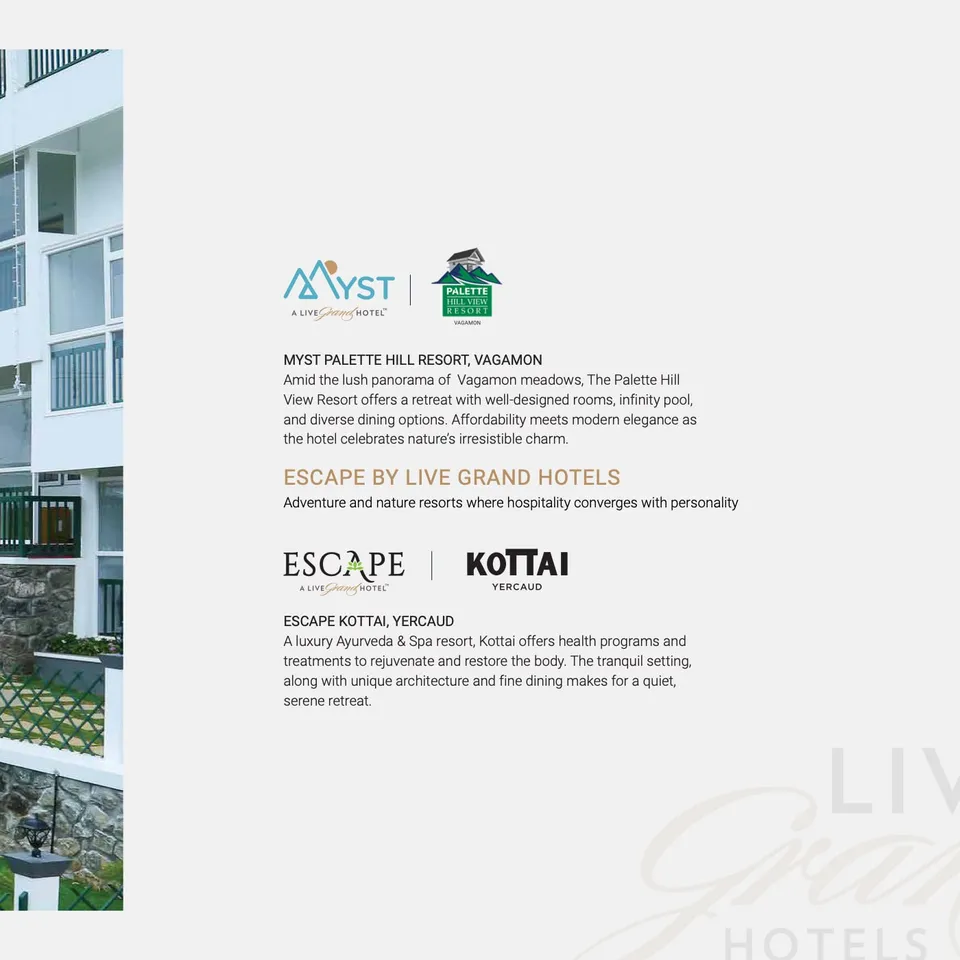 MYST
A LIVE Grand HOTEL™
PALETTE
HILL VIEW
RESORT
VAGAMON
MYST PALETTE HILL RESORT, VAGAMON
Amid the lush panorama of  Vagamon meadows, The Palette Hill
View Resort offers a retreat with well-designed rooms, infinity pool,
and diverse dining options. Affordability meets modern elegance as
the hotel celebrates nature’s irresistible charm.
ESCAPE BY LIVE GRAND HOTELS
Adventure and nature resorts where hospitality converges with personality
ESCAPE
A LIVE Grand HOTEL™
KOTTAI
YERCAUD
ESCAPE KOTTAI, YERCAUD
A luxury Ayurveda & Spa resort, Kottai offers health programs and
treatments to rejuvenate and restore the body. The tranquil setting,
along with unique architecture and fine dining makes for a quiet,
serene retreat.
LIV
Gran
HOTELS